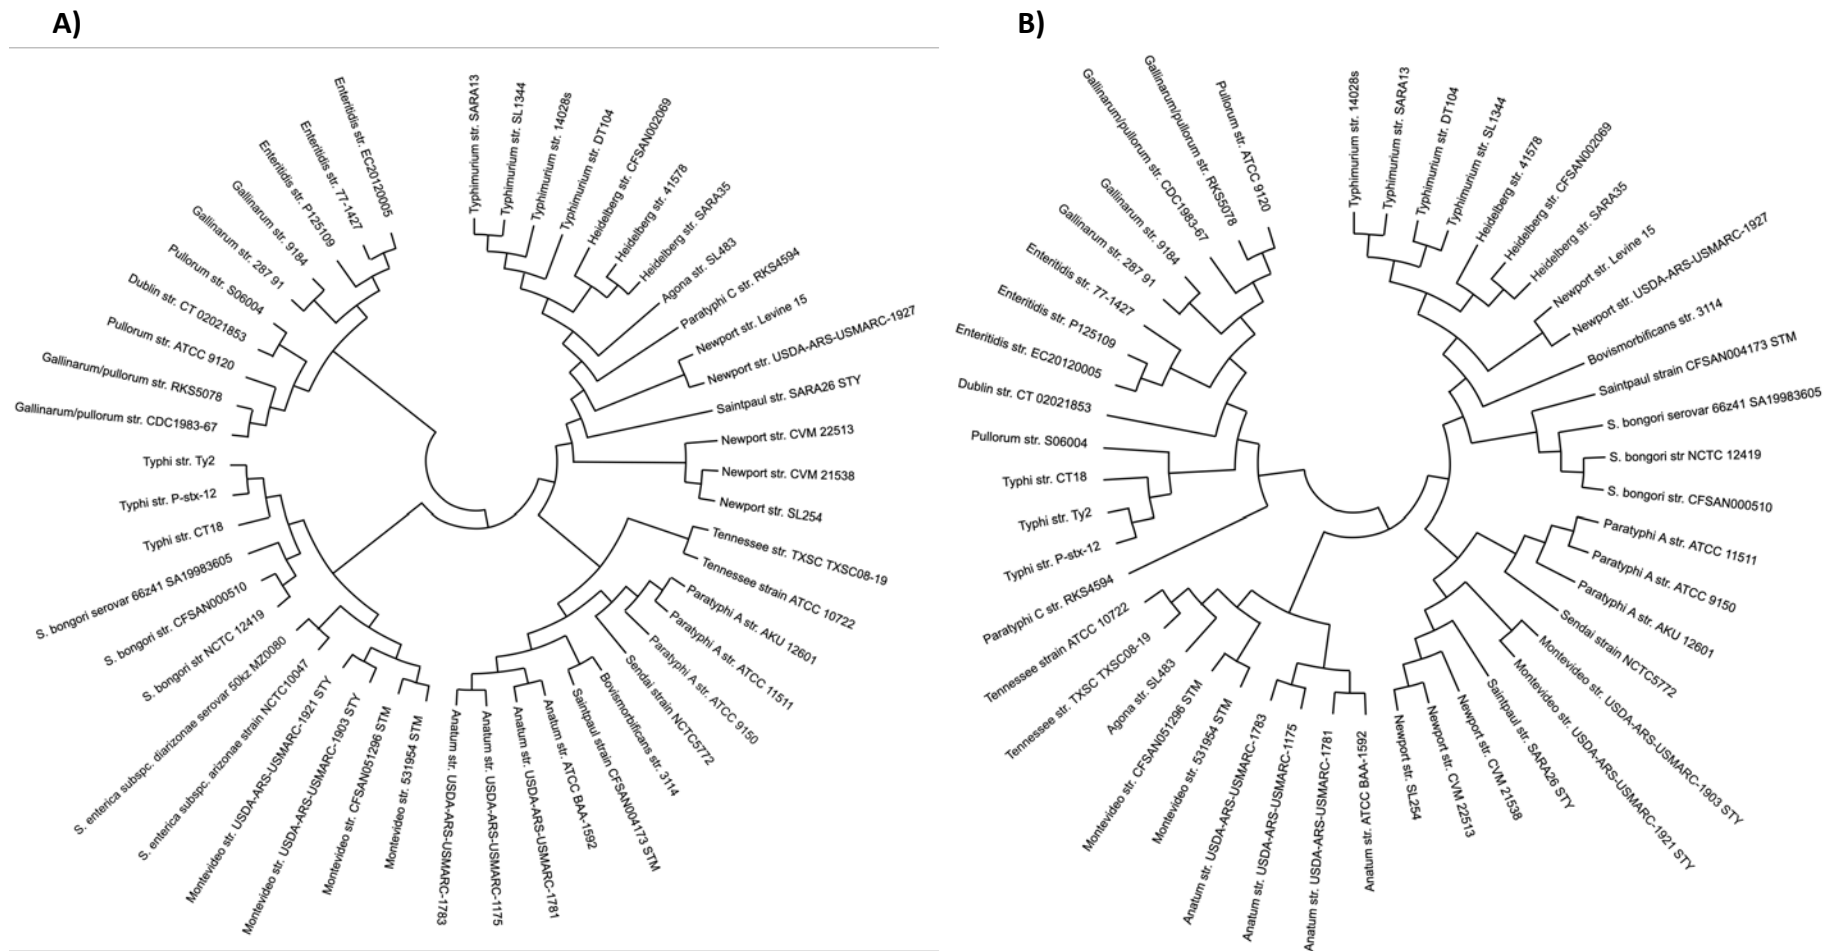 A)
Enteritidis str. EC20120005
Enteritidis str. 77-1427
Enteritidis str. P125109
Gallinarum str. 9184
Gallinarum str. 287 91
Pullorum str. S06004
Dublin str. CT 02021853
Pullorum str. ATCC 9120
Gallinarum/pullorum str. RKS5078
Gallinarum/pullorum str. CDC1983-67
Typhi str. Ty2
Typhi str. P-stx-12
Typhi str. CT18
S. bongori serovar 66z41 SA19983605
S. bongori str. CFSAN000510
S. bongori str NCTC 12419
S. enterica subspc. diarizonae serovar 50kz MZ0080
S. enterica subspc. arizonae strain NCTC10047
Montevideo str. USDA-ARS-USMARC-1921 STY
Montevideo str. USDA-ARS-USMARC-1903 STY
Montevideo str. CFSAN051296 STM
Montevideo str. 531954 STM
Anatum str. USDA-ARS-USMARC-1783
Anatum str. USDA-ARS-USMARC-1175
Anatum str. USDA-ARS-USMARC-1781
Anatum str. ATCC BAA-1592
Saintpaul strain CFSAN004173 STM
Bovismorbificans str. 3114
Sendai strain NCTC5772
Paratyphi A str. ATCC 9150
Paratyphi A str. ATCC 11511
Paratyphi A str. AKU 12601
Tennessee strain ATCC 10722
Tennessee str. TXSC TXSC08-19
Newport str. SL254
Newport str. CVM 21538
Newport str. CVM 22513
Saintpaul str. SARA26 STY
Newport str. USDA-ARS-USMARC-1927
Newport str. Levine 15
Paratyphi C str. RKS4594
Agona str. SL483
Heidelberg str. SARA35
Heidelberg str. 41578
Heidelberg str. CFSAN002069
Typhimurium str. DT104
Typhimurium str. 14028s
Typhimurium str. SL1344
Typhimurium str. SARA13
B)
Pullorum str. ATCC 9120
Gallinarum/pullorum str. RKS5078
Gallinarum/pullorum str. CDC1983-67
Gallinarum str. 9184
Gallinarum str. 287 91
Enteritidis str. 77-1427
Enteritidis str. P125109
Enteritidis str. EC20120005
Dublin str. CT 02021853
Pullorum str. S06004
Typhi str. CT18
Typhi str. Ty2
Typhi str. P-stx-12
Paratyphi C str. RKS4594
Tennessee strain ATCC 10722
Tennessee str. TXSC TXSC08-19
Agona str. SL483
Montevideo str. CFSAN051296 STM
Montevideo str. 531954 STM
Anatum str. USDA-ARS-USMARC-1783
Anatum str. USDA-ARS-USMARC-1175
Anatum str. USDA-ARS-USMARC-1781
Anatum str. ATCC BAA-1592
Newport str. SL254
Newport str. CVM 22513
Newport str. CVM 21538
Saintpaul str. SARA26 STY
Montevideo str. USDA-ARS-USMARC-1921 STY
Montevideo str. USDA-ARS-USMARC-1903 STY
Sendai strain NCTC5772
Paratyphi A str. AKU 12601
Paratyphi A str. ATCC 9150
Paratyphi A str. ATCC 11511
S. bongori str. CFSAN000510
S. bongori str NCTC 12419
S. bongori serovar 66z41 SA19983605
Saintpaul strain CFSAN004173 STM
Bovismorbificans str. 3114
Newport str. USDA-ARS-USMARC-1927
Newport str. Levine 15
Heidelberg str. SARA35
Heidelberg str. CFSAN002069
Heidelberg str. 41578
Typhimurium str. SL1344
Typhimurium str. DT104
Typhimurium str. SARA13
Typhimurium str. 14028s